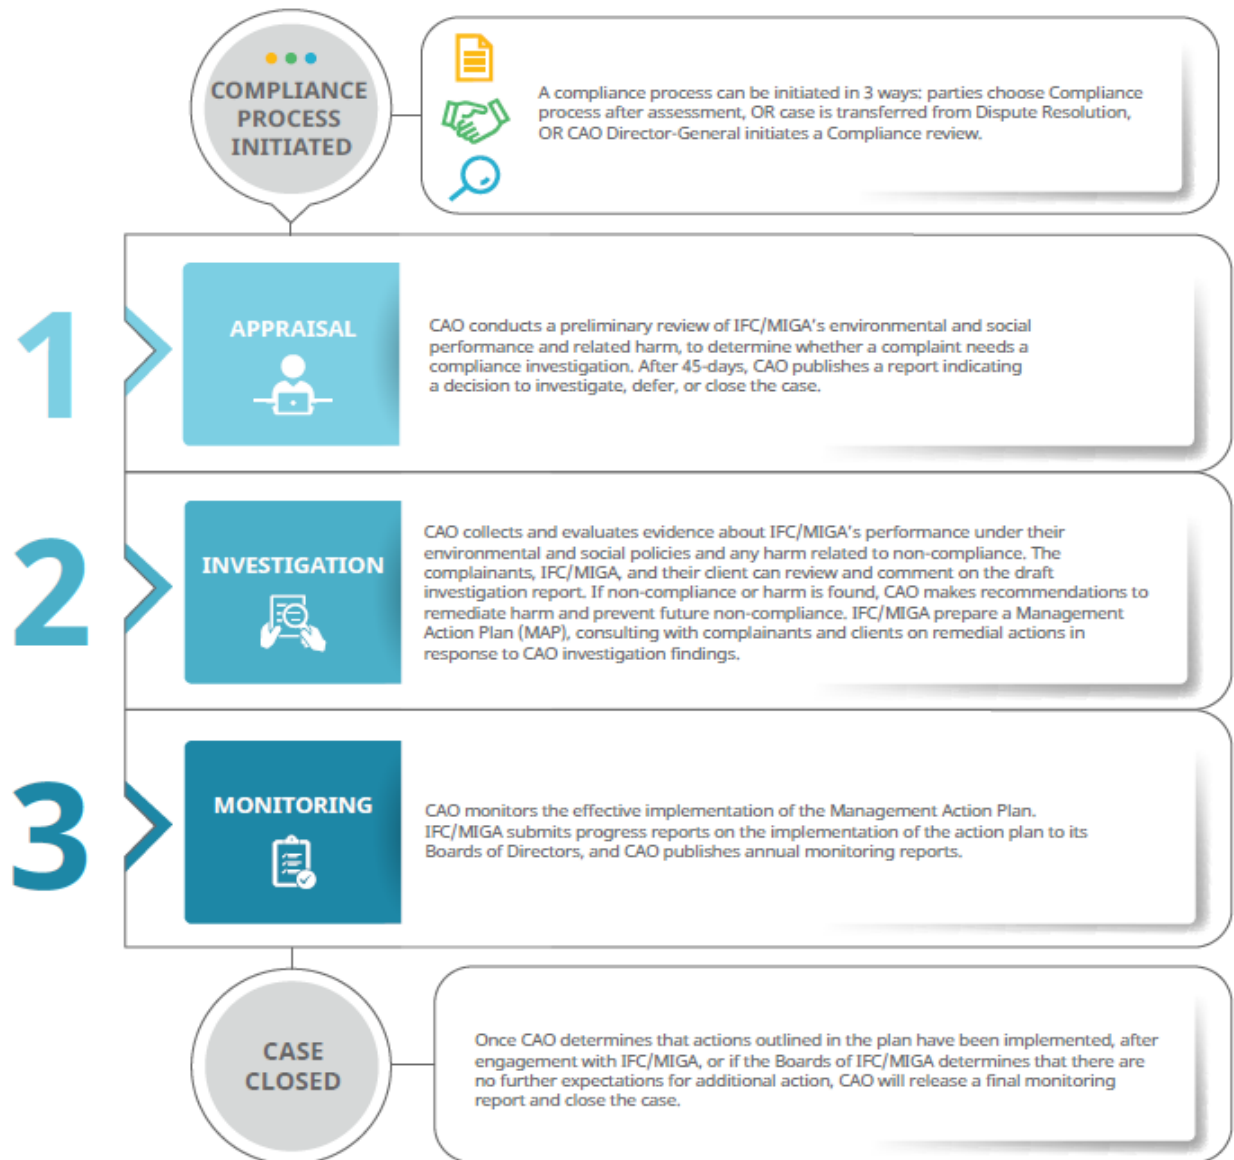 COMPLIANCE
PROCESS
INITIATED
A compliance process can be initiated in 3 ways: parties choose Compliance
process after assessment, OR case is transferred from Dispute Resolution,
OR CAO Director-General initiates a Compliance review.
1
APPRAISAL
CAO conducts a preliminary review of IFC/MIGA's environmental and social
performance and related harm, to determine whether a complaint needs a
compliance investigation. After 45-days, CAO publishes a report indicating
a decision to investigate, defer, or close the case.
2
INVESTIGATION
CAO collects and evaluates evidence about IFC/MIGA's performance under their
environmental and social policies and any harm related to non-compliance. The
complainants, IFC/MIGA, and their client can review and comment on the draft
investigation report. If non-compliance or harm is found, CAO makes recommendations to
remediate harm and prevent future non-compliance. IFC/MIGA prepare a Management
Action Plan (MAP), consulting with complainants and clients on remedial actions in
response to CAO investigation findings.
3
MONITORING
CAO monitors the effective implementation of the Management Action Plan.
IFC/MIGA submits progress reports on the implementation of the action plan to its
Boards of Directors, and CAO publishes annual monitoring reports.
CASE
CLOSED
Once CAO determines that actions outlined in the plan have been implemented, after
engagement with IFC/MIGA, or if the Boards of IFC/MIGA determines that there are
no further expectations for additional action, CAO will release a final monitoring
report and close the case.